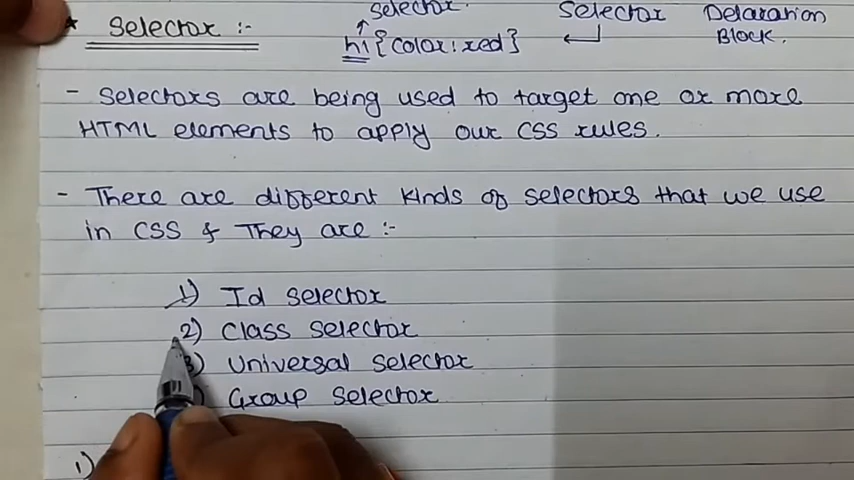 selector.
Selector Delaration
* Selector :-
h1 {color: red} Block.
- Selectors are being used to target one or more
HTML elements to apply our CSS rules.
- There are different kinds of selectors that we use
in CSS & They are :-
1) Id selector
2) Class selector
3) Universal selector
) Group selector
1)